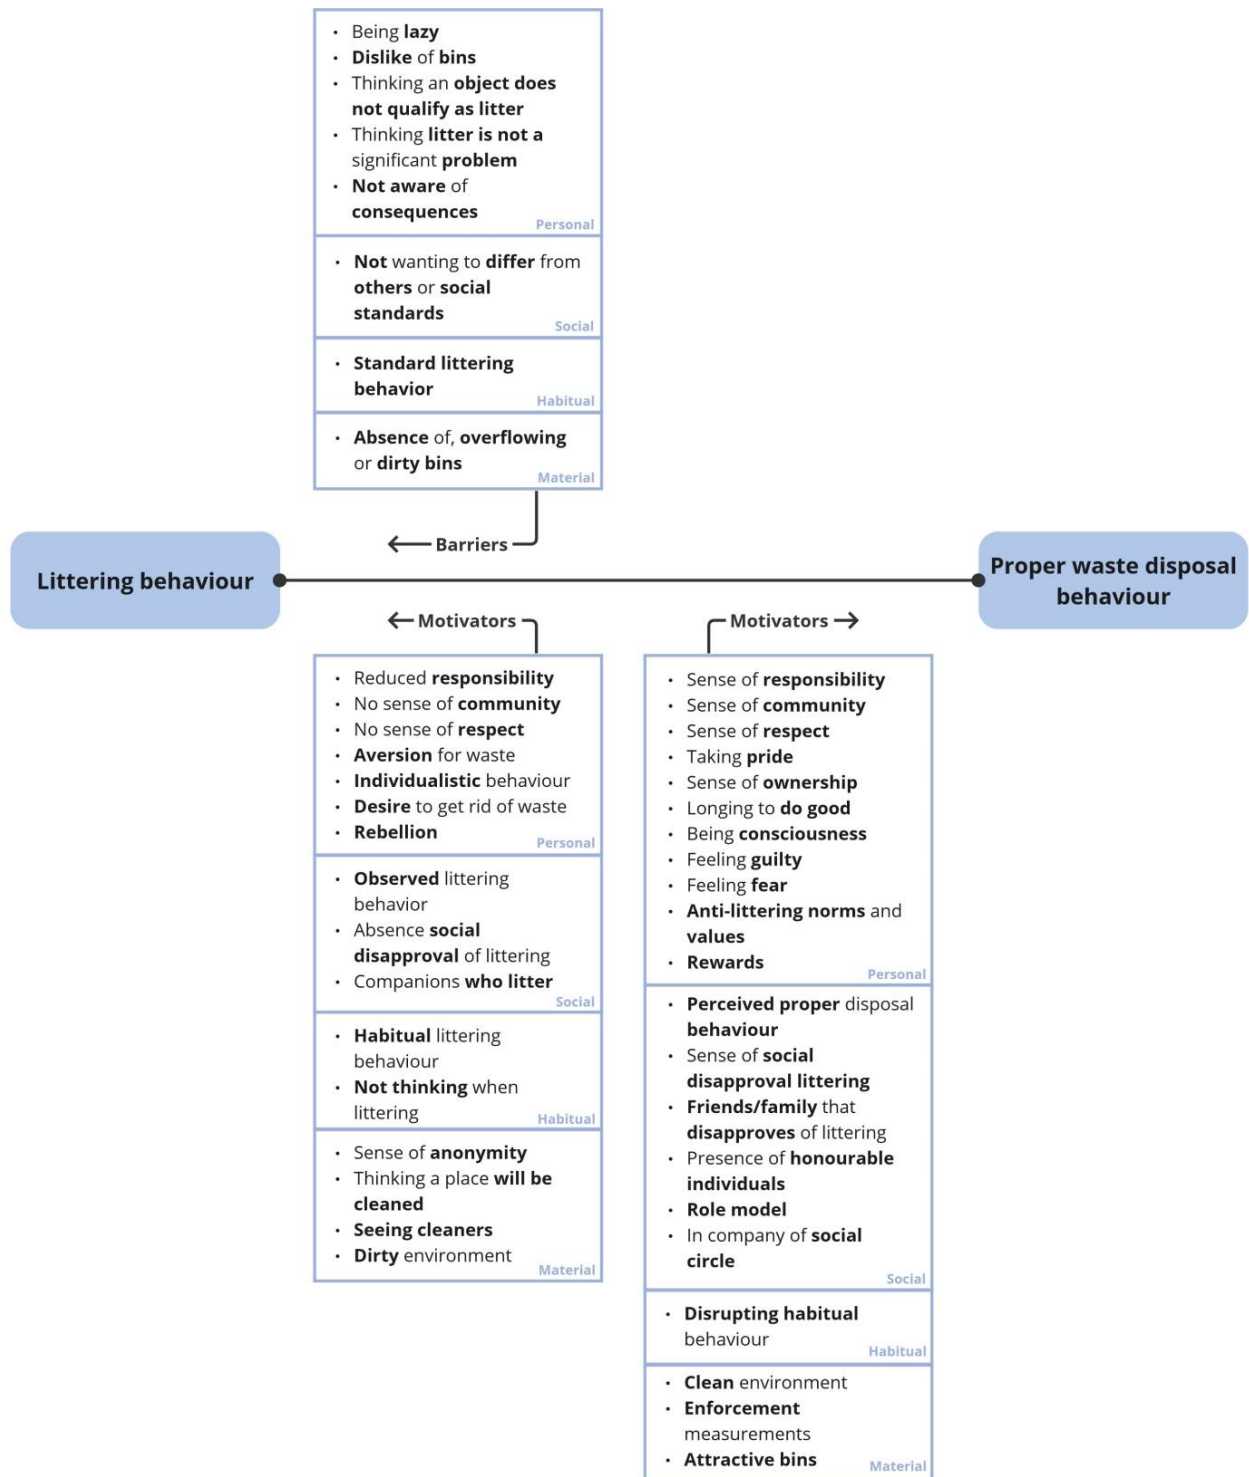 • Being lazy
• Dislike of bins
• Thinking an object does
not qualify as litter
• Thinking litter is not a
significant problem
• Not aware of
consequences
Personal
• Not wanting to differ from
others or social
standards
Social
• Standard littering
behavior
Habitual
• Absence of, overflowing
or dirty bins
Material
← Barriers
Littering behaviour
Proper waste disposal
behaviour
← Motivators
• Reduced responsibility
• No sense of community
• No sense of respect
• Aversion for waste
• Individualistic behaviour
• Desire to get rid of waste
• Rebellion
Personal
• Observed littering
behavior
• Absence social
disapproval of littering
• Companions who litter
Social
• Habitual littering
behaviour
• Not thinking when
littering
Habitual
• Sense of anonymity
• Thinking a place will be
cleaned
• Seeing cleaners
• Dirty environment
Material
Motivators →
• Sense of responsibility
• Sense of community
• Sense of respect
• Taking pride
• Sense of ownership
• Longing to do good
• Being consciousness
• Feeling guilty
• Feeling fear
• Anti-littering norms and
values
• Rewards
Personal
• Perceived proper disposal
behaviour
• Sense of social
disapproval littering
• Friends/family that
disapproves of littering
• Presence of honourable
individuals
• Role model
• In company of social
circle
Social
• Disrupting habitual
behaviour
Habitual
• Clean environment
• Enforcement
measurements
• Attractive bins
Material